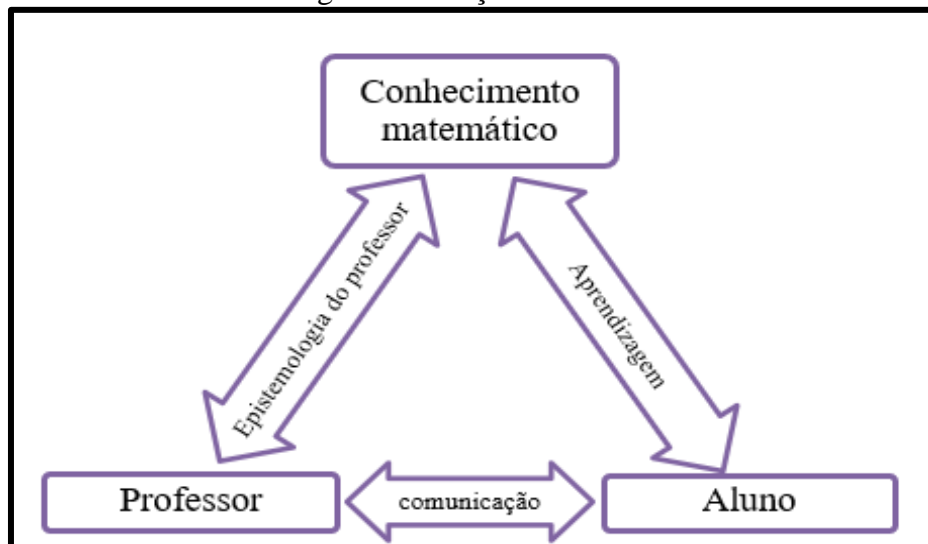 Conhecimento
matemático
Epistemologia do professor
Aprendizagem
Professor
comunicação
Aluno